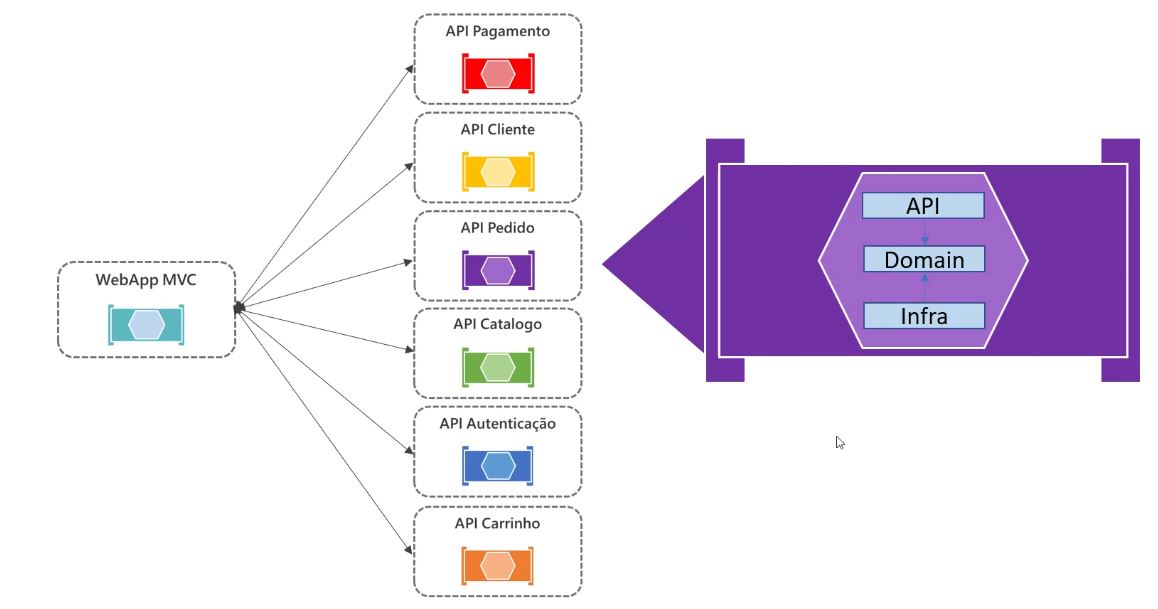 API Pagamento
API Cliente
API Pedido
WebApp MVC
API Catalogo
API Autenticação
API Carrinho
API
Domain
Infra